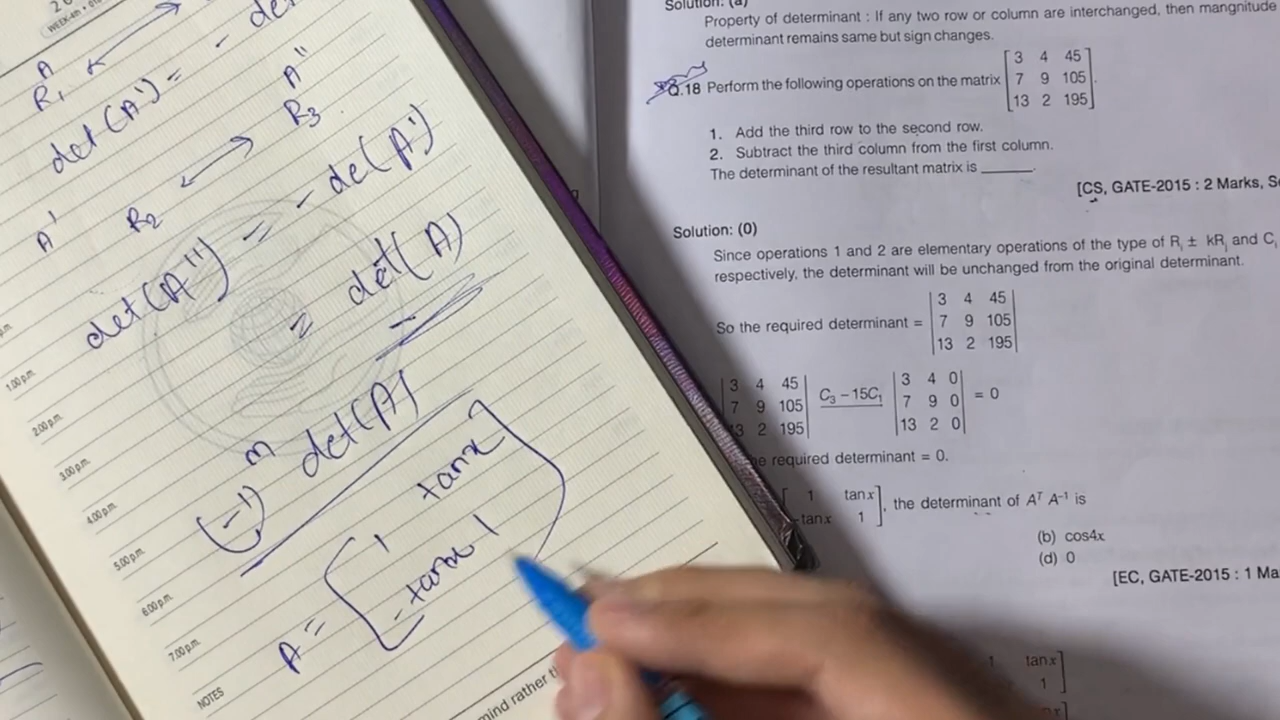 WEEK-4th
A
R₁
det(A') = - de
A''
R₃
A'
R₂
det(A'') = - de(A')
= det(A)
(-1)ᵐ det(A)
A = [ 1 tanx
-tanx 1 ]
1.00 p.m.
2.00 p.m.
3.00 p.m.
4.00 p.m.
5.00 p.m.
6.00 p.m.
7.00 p.m.
NOTES
mind rather
Solution: (a)
Property of determinant : If any two row or column are interchanged, then mangnitude
determinant remains same but sign changes.
Q.18 Perform the following operations on the matrix [ 3 4 45
7 9 105
13 2 195 ].
1. Add the third row to the second row.
2. Subtract the third column from the first column.
The determinant of the resultant matrix is ______.
[CS, GATE-2015 : 2 Marks,
Solution: (0)
Since operations 1 and 2 are elementary operations of the type of Rᵢ ± kRⱼ and C
respectively, the determinant will be unchanged from the original determinant.
So the required determinant = | 3 4 45 |
| 7 9 105 |
| 13 2 195 |
| 3 4 45 | C₃ – 15C₁ | 3 4 0 | = 0
7 9 105 | | 7 9 0 |
13 2 195 | | 13 2 0 |
required determinant = 0.
[ 1 tanx
-tanx 1 ], the determinant of Aᵀ A⁻¹ is
(b) cos4x
(d) 0
[EC, GATE-2015 : 1 Ma
1 tanx ]
1 ]